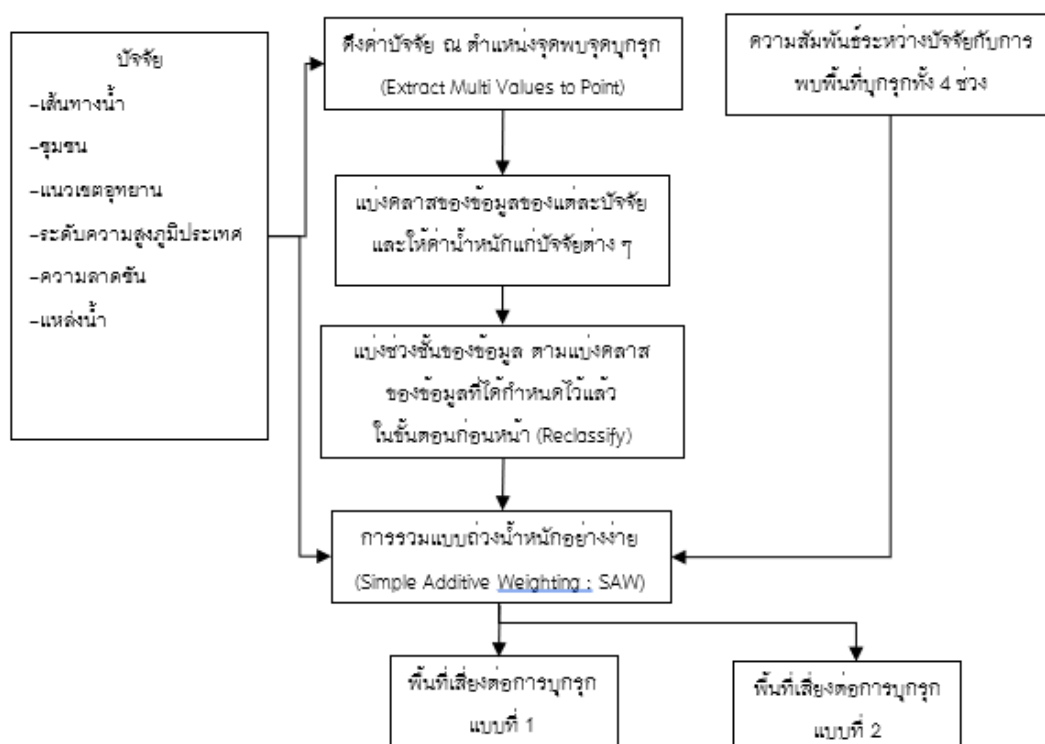 ปัจจัย
-เส้นทางน้ำ
-ชุมชน
-แนวเขตอุทยาน
-ระดับความสูงภูมิประเทศ
-ความลาดชัน
-แหล่งน้ำ
ดึงค่าปัจจัย ณ ตำแหน่งจุดพบจุดบุกรุก
(Extract Multi Values to Point)
ความสัมพันธ์ระหว่างปัจจัยกับการ
พบพื้นที่บุกรุกทั้ง 4 ช่วง
แบ่งคลาสของข้อมูลของแต่ละปัจจัย
และให้ค่าน้ำหนักแก่ปัจจัยต่าง ๆ
แบ่งช่วงชั้นของข้อมูล ตามแบ่งคลาส
ของข้อมูลที่ได้กำหนดไว้แล้ว
ในขั้นตอนก่อนหน้า (Reclassify)
การรวมแบบถ่วงน้ำหนักอย่างง่าย
(Simple Additive Weighting : SAW)
พื้นที่เสี่ยงต่อการบุกรุก
แบบที่ 1
พื้นที่เสี่ยงต่อการบุกรุก
แบบที่ 2